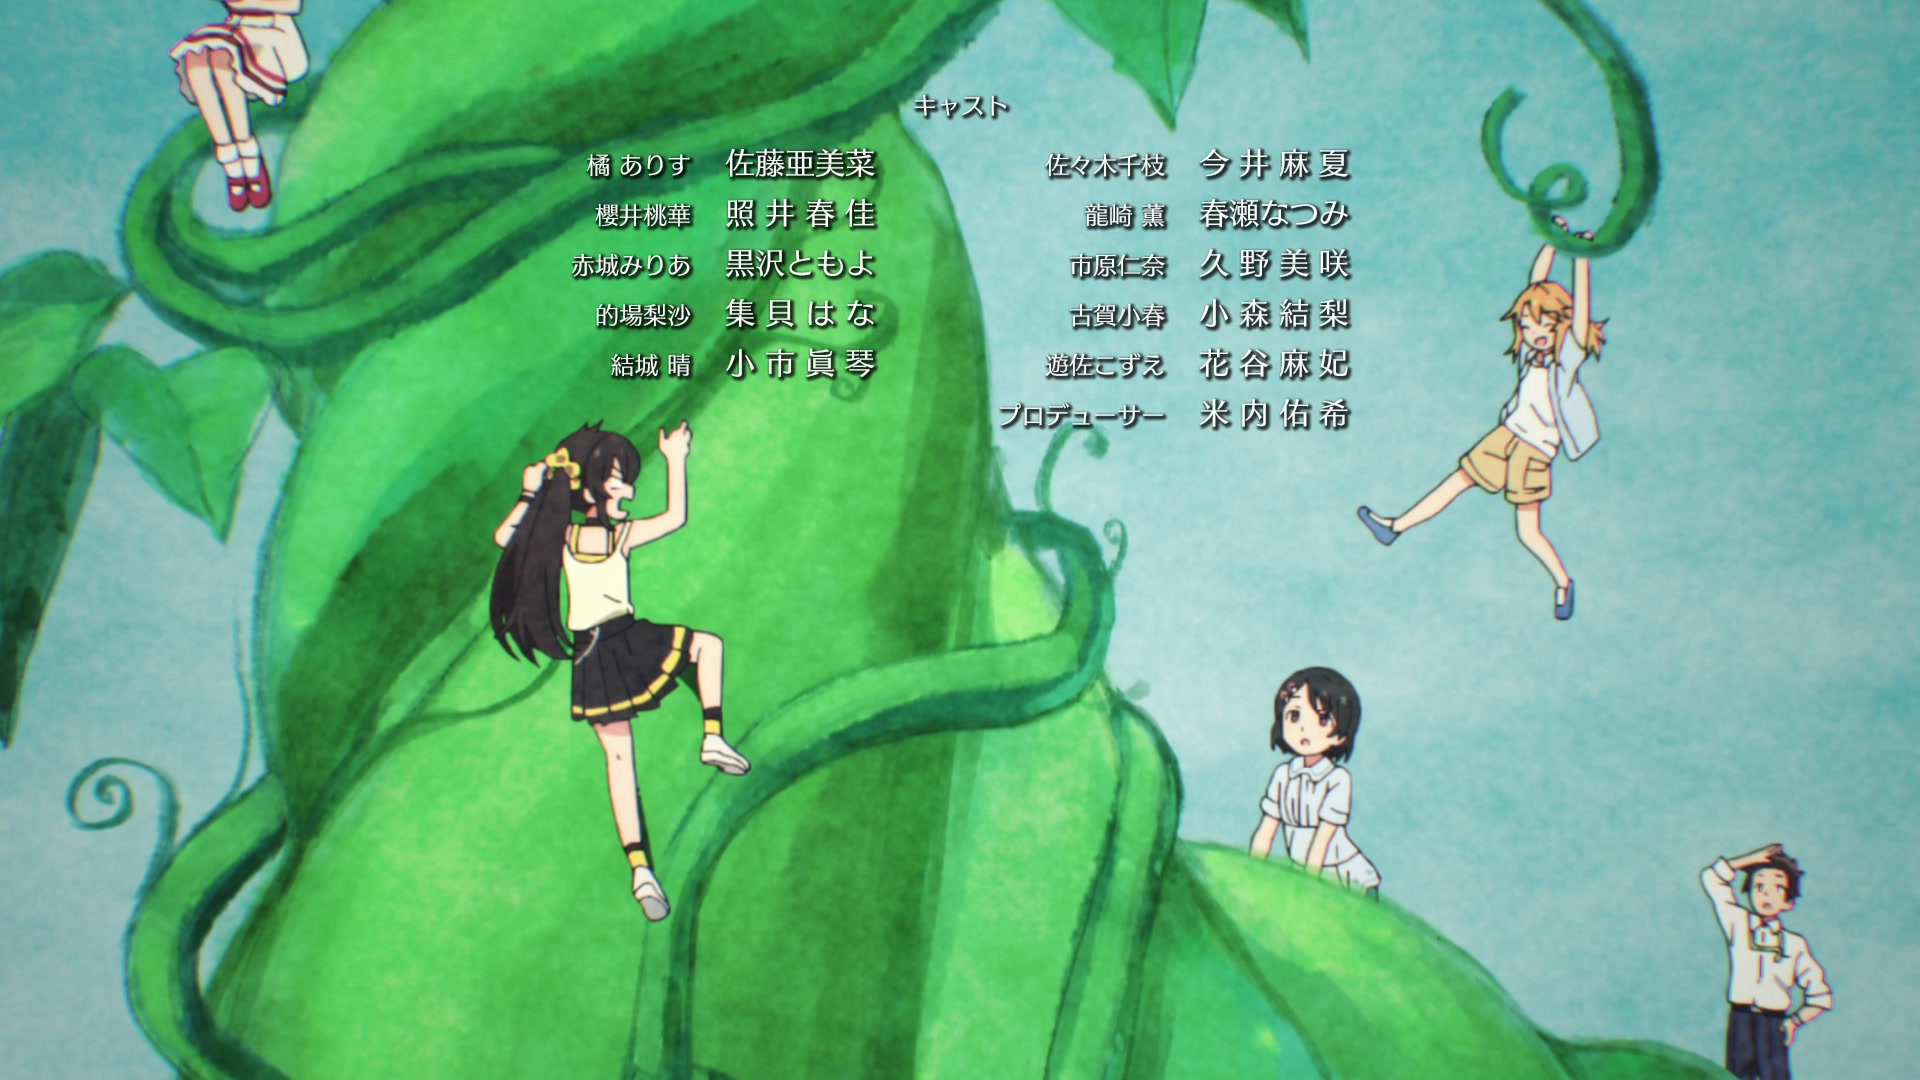 キャスト
橘 ありす 佐藤亜美菜
櫻井桃華 照井春佳
赤城みりあ 黒沢ともよ
的場梨沙 集貝はな
結城 晴 小市眞琴
佐々木千枝 今井麻夏
龍崎 薫 春瀬なつみ
市原仁奈 久野美咲
古賀小春 小森結梨
遊佐こずえ 花谷麻妃
プロデューサー 米内佑希